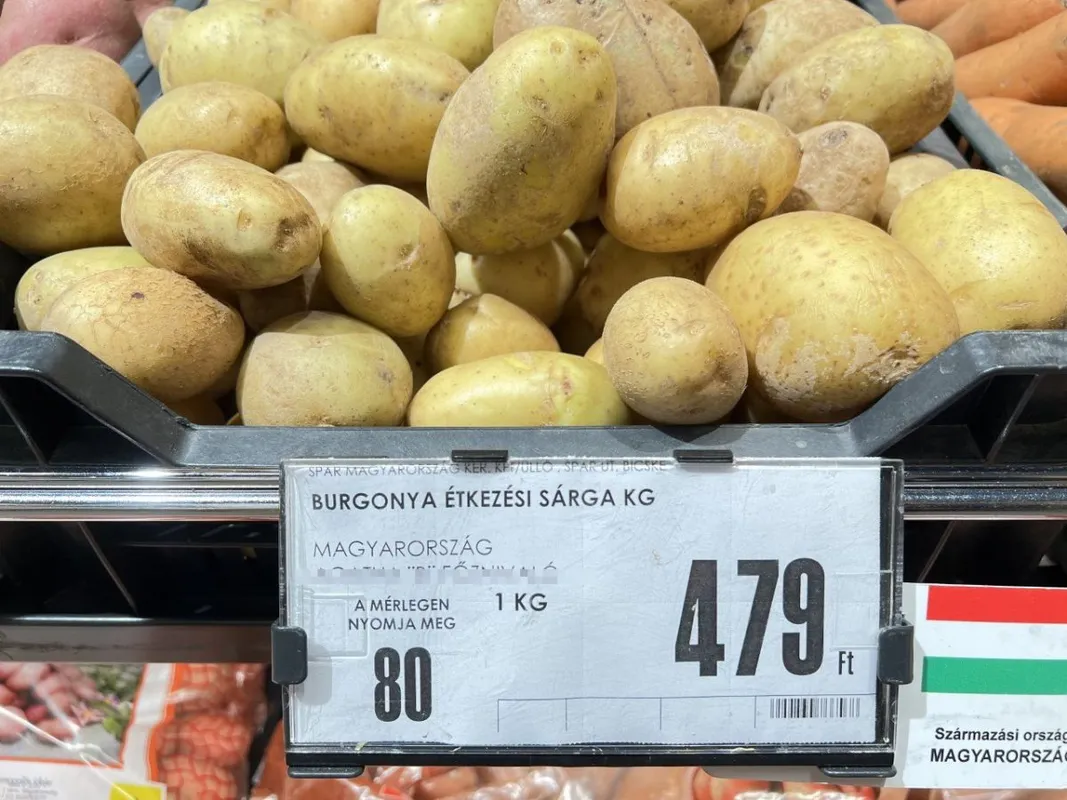 SPAR MAGYARORSZÁG KER. KFT/ÜLLŐ, SPAR ÚT. BICSKE
BURGONYA ÉTKEZÉSI SÁRGA KG
MAGYARORSZÁG
A MÉRLEGEN
NYOMJA MEG
1 KG
80
479 Ft
Származási ország
MAGYARORSZÁG